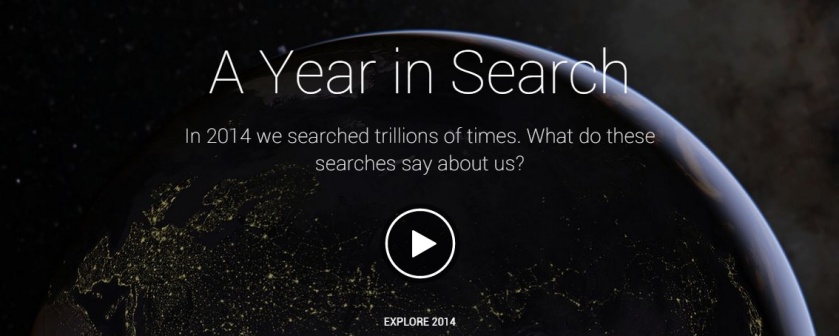 A Year in Search
In 2014 we searched trillions of times. What do these
searches say about us?
EXPLORE 2014